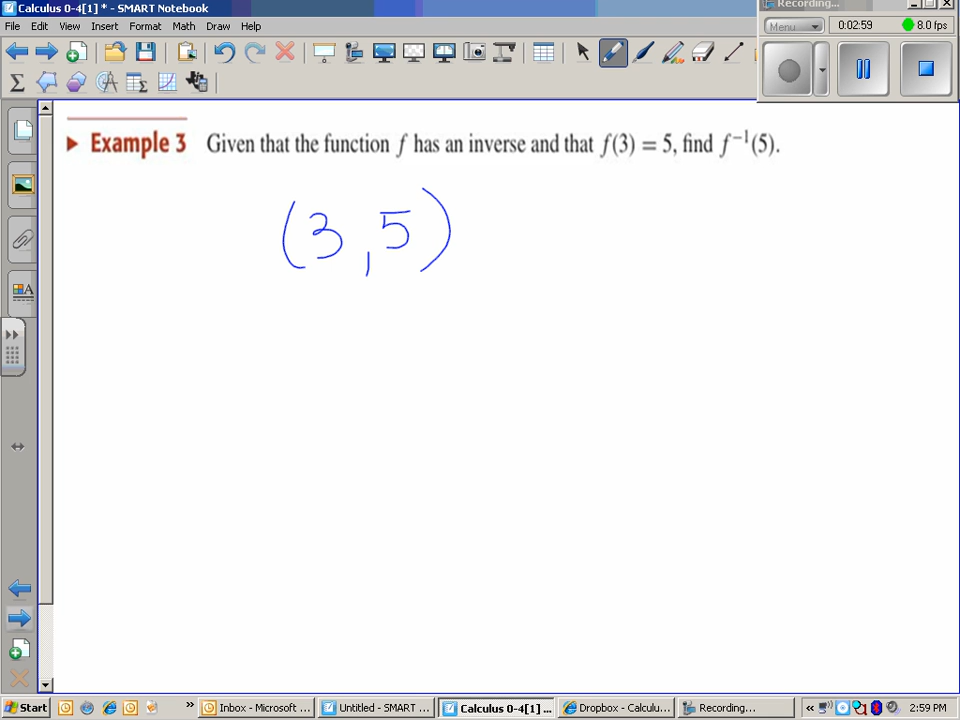 Calculus 0-4[1] * - SMART Notebook
Recording...
File Edit View Insert Format Math Draw Help
Menu
0:02:59
8.0 fps
Example 3 Given that the function f has an inverse and that f(3) = 5, find f⁻¹(5).
(3,5)
Start
Inbox - Microsoft ...
Untitled - SMART ...
Calculus 0-4[1] ...
Dropbox - Calculu...
Recording...
2:59 PM